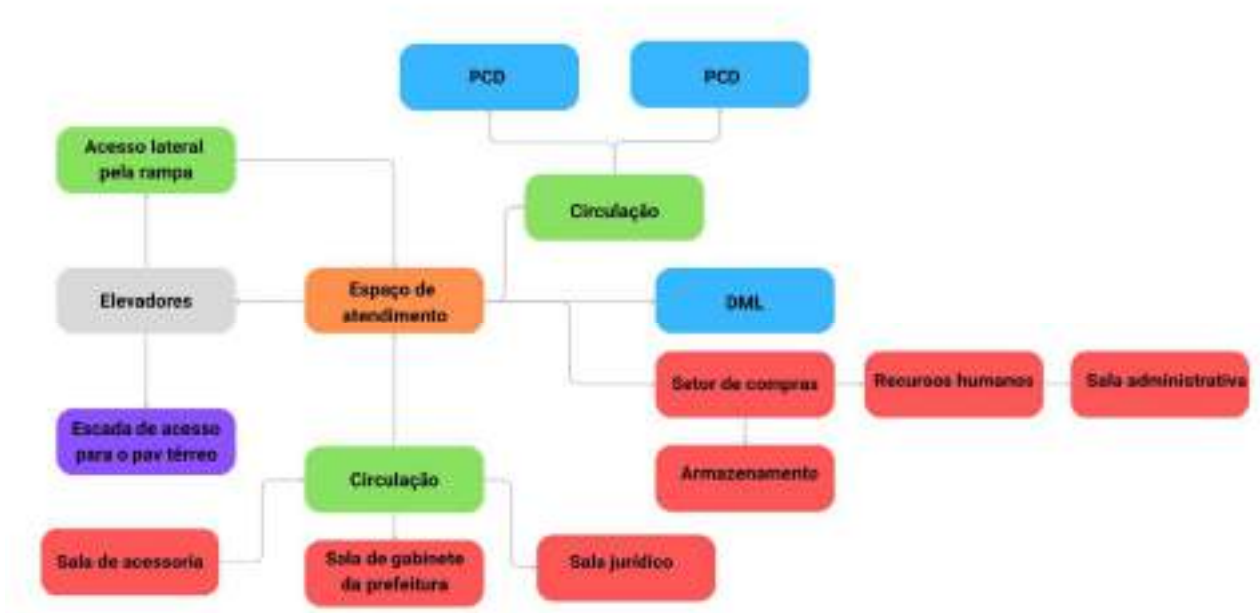 PCD
PCD
Acesso lateral
pela rampa
Circulação
Elevadores
Espaço de
atendimento
DML
Setor de compras
Recursos humanos
Sala administrativa
Escada de acesso
para o pav térreo
Circulação
Armazenamento
Sala de acessoria
Sala de gabinete
da prefeitura
Sala jurídico